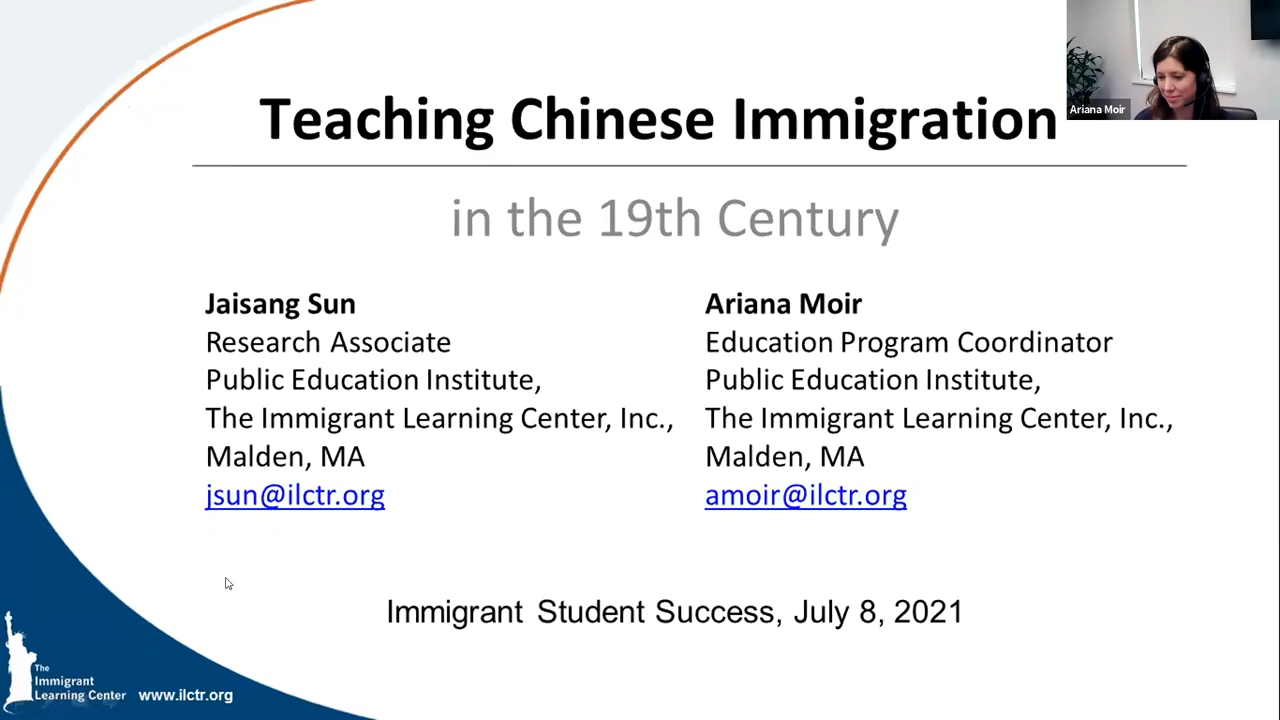 Teaching Chinese Immigration
Ariana Moir
in the 19th Century
Jaisang Sun
Research Associate
Public Education Institute,
The Immigrant Learning Center, Inc.,
Malden, MA
jsun@ilctr.org
Ariana Moir
Education Program Coordinator
Public Education Institute,
The Immigrant Learning Center, Inc.,
Malden, MA
amoir@ilctr.org
Immigrant Student Success, July 8, 2021
The
Immigrant
Learning Center
www.ilctr.org